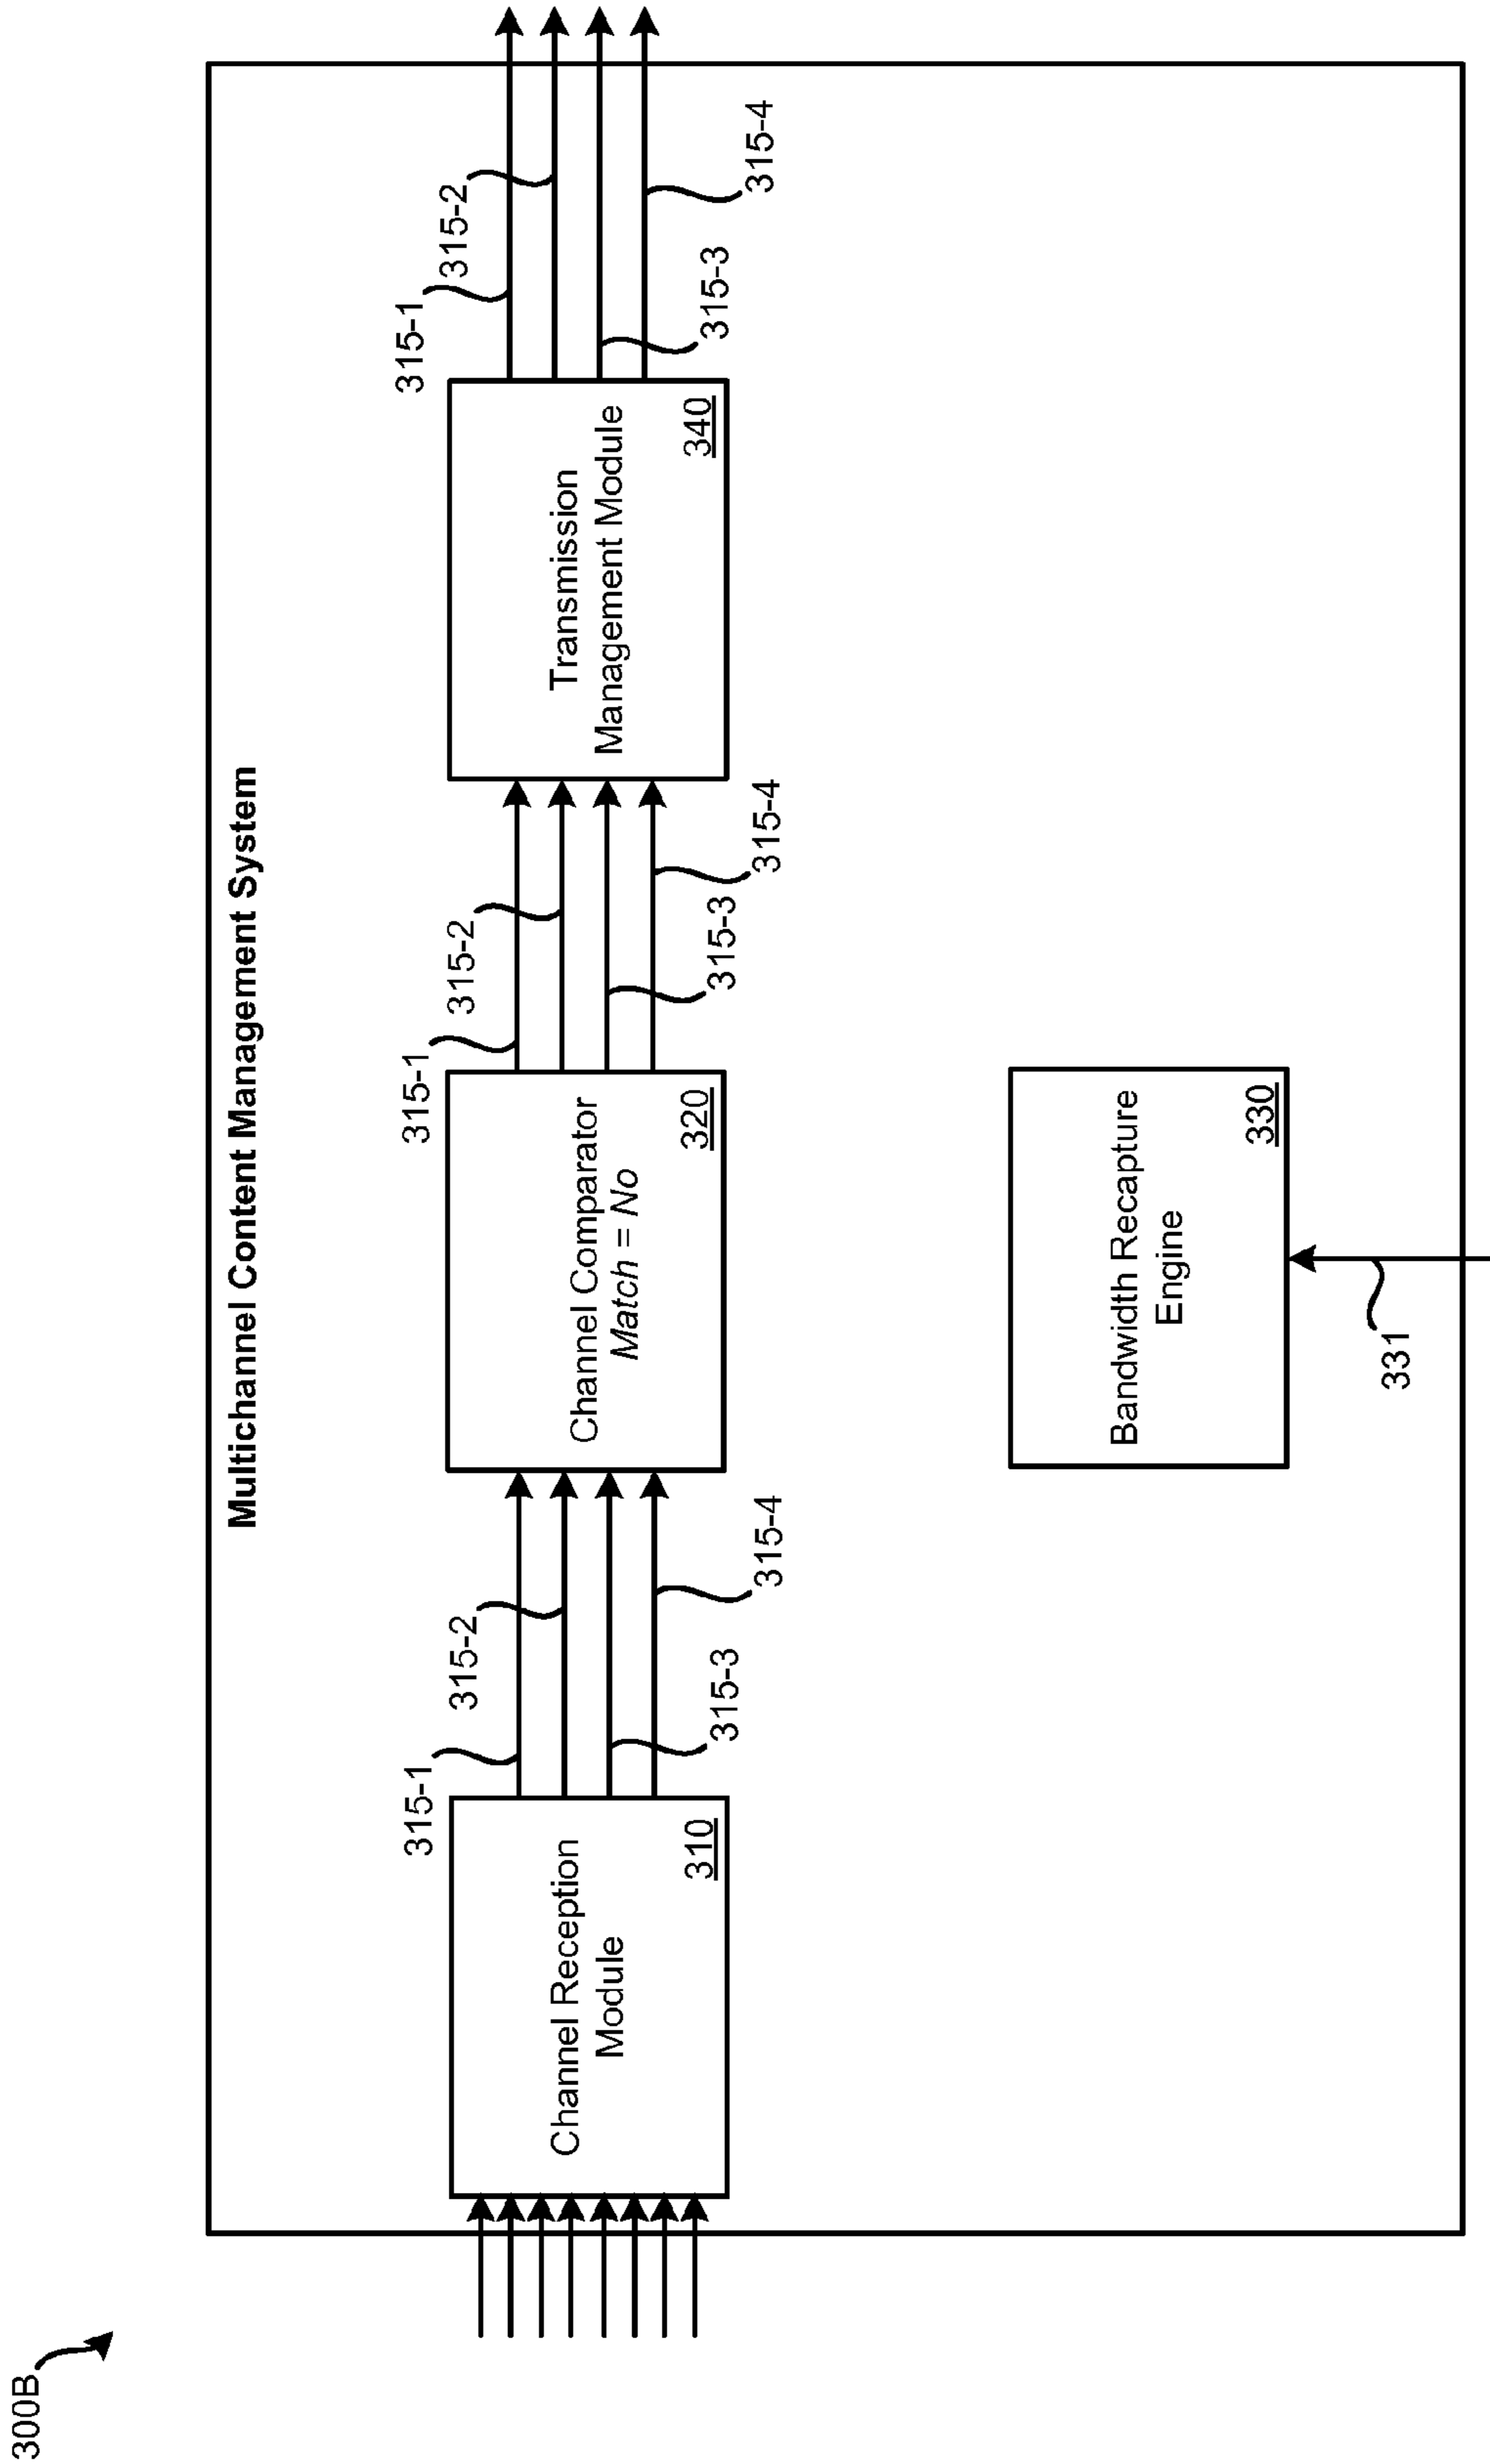 300B
Multichannel Content Management System
Channel Reception
Module
310
315-1
315-2
315-3
315-4
Channel Comparator
Match = No
320
315-1
315-2
315-3
315-4
Transmission
Management Module
340
315-1
315-2
315-3
315-4
Bandwidth Recapture
Engine
330
331